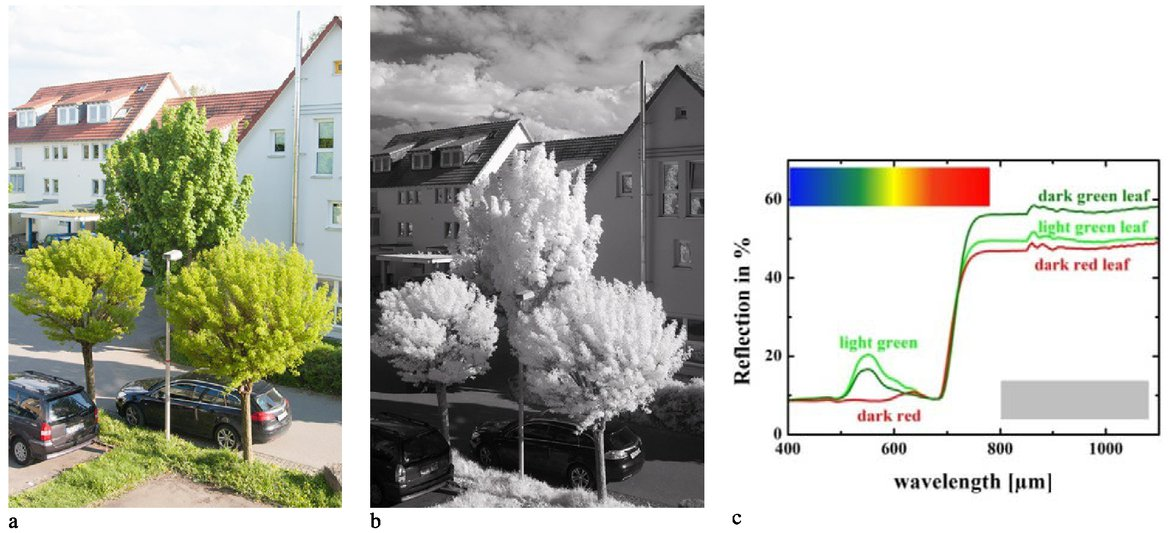 60
40
20
0
Reflection in %
dark green leaf
light green leaf
dark red leaf
light green
dark red
400
600
800
1000
wavelength [µm]
a
b
c